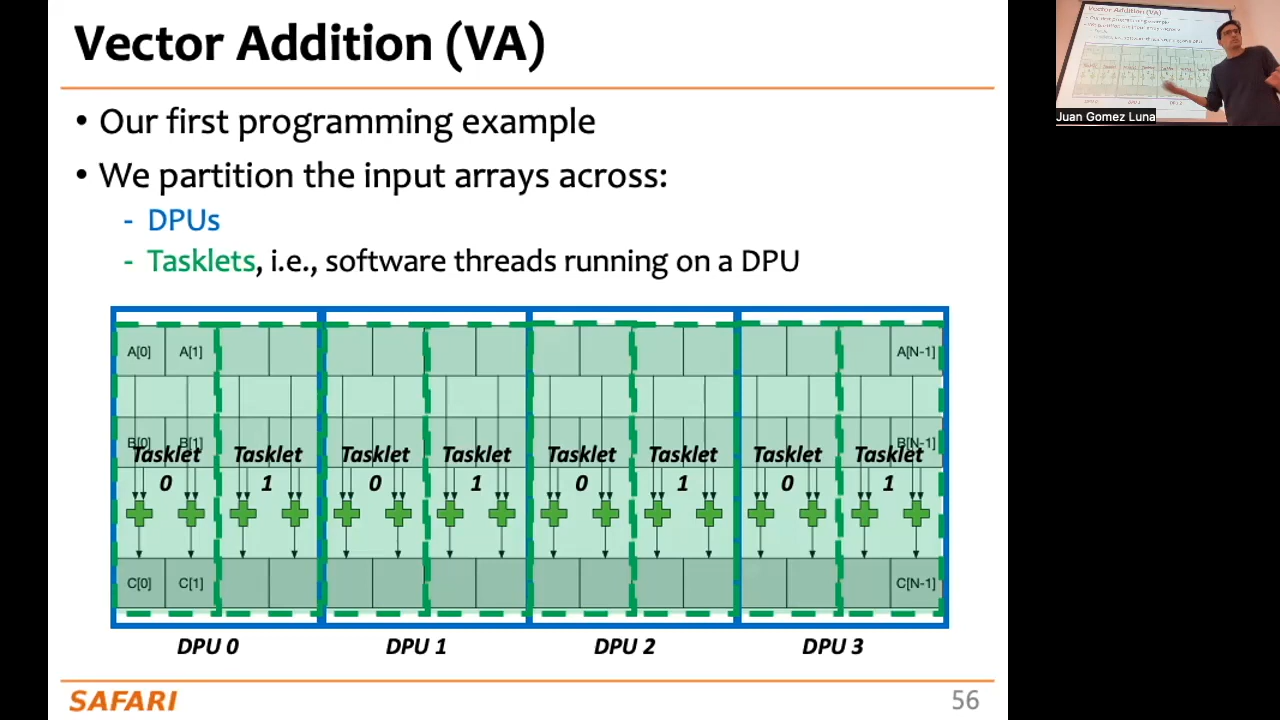 Vector Addition (VA)
• Our first programming example
• We partition the input arrays across:
- DPUs
- Tasklets, i.e., software threads running on a DPU
A[0] A[1] A[N-1]
B[0] B[1] B[N-1]
Tasklet Tasklet Tasklet Tasklet Tasklet Tasklet Tasklet Tasklet
0 1 0 1 0 1 0 1
C[0] C[1] C[N-1]
DPU 0 DPU 1 DPU 2 DPU 3
SAFARI 56
Vector Addition (VA)
Juan Gomez Luna